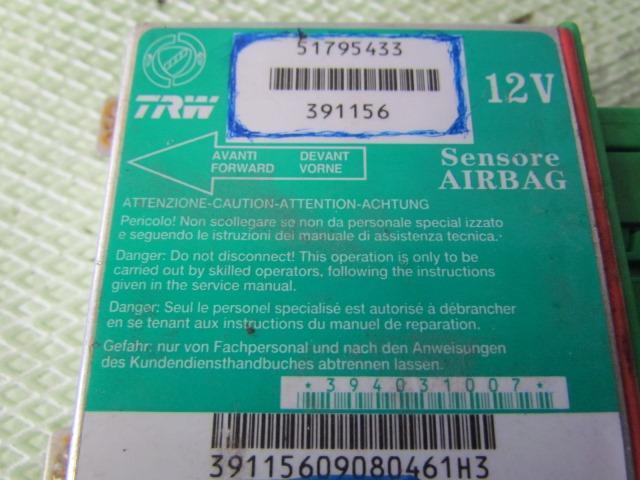 51795433
391156
TRW
12V
AVANTI DEVANT
FORWARD VORNE
Sensore
AIRBAG
ATTENZIONE-CAUTION-ATTENTION-ACHTUNG
Pericolo! Non scollegare se non da personale special izzato
e seguendo le istruzioni del manuale di assistenza tecnica.
Danger: Do not disconnect! This operation is only to be
carried out by skilled operators, following the instructions
given in the service manual.
Danger: Seul le personel specialisé est autorisé à débrancher
en se tenant aux instructions du manuel de reparation.
Gefahr: nur von Fachpersonal und nach den Anweisungen
des Kundendiensthandbuches abtrennen lassen.
*394031007*
39115609080461H3